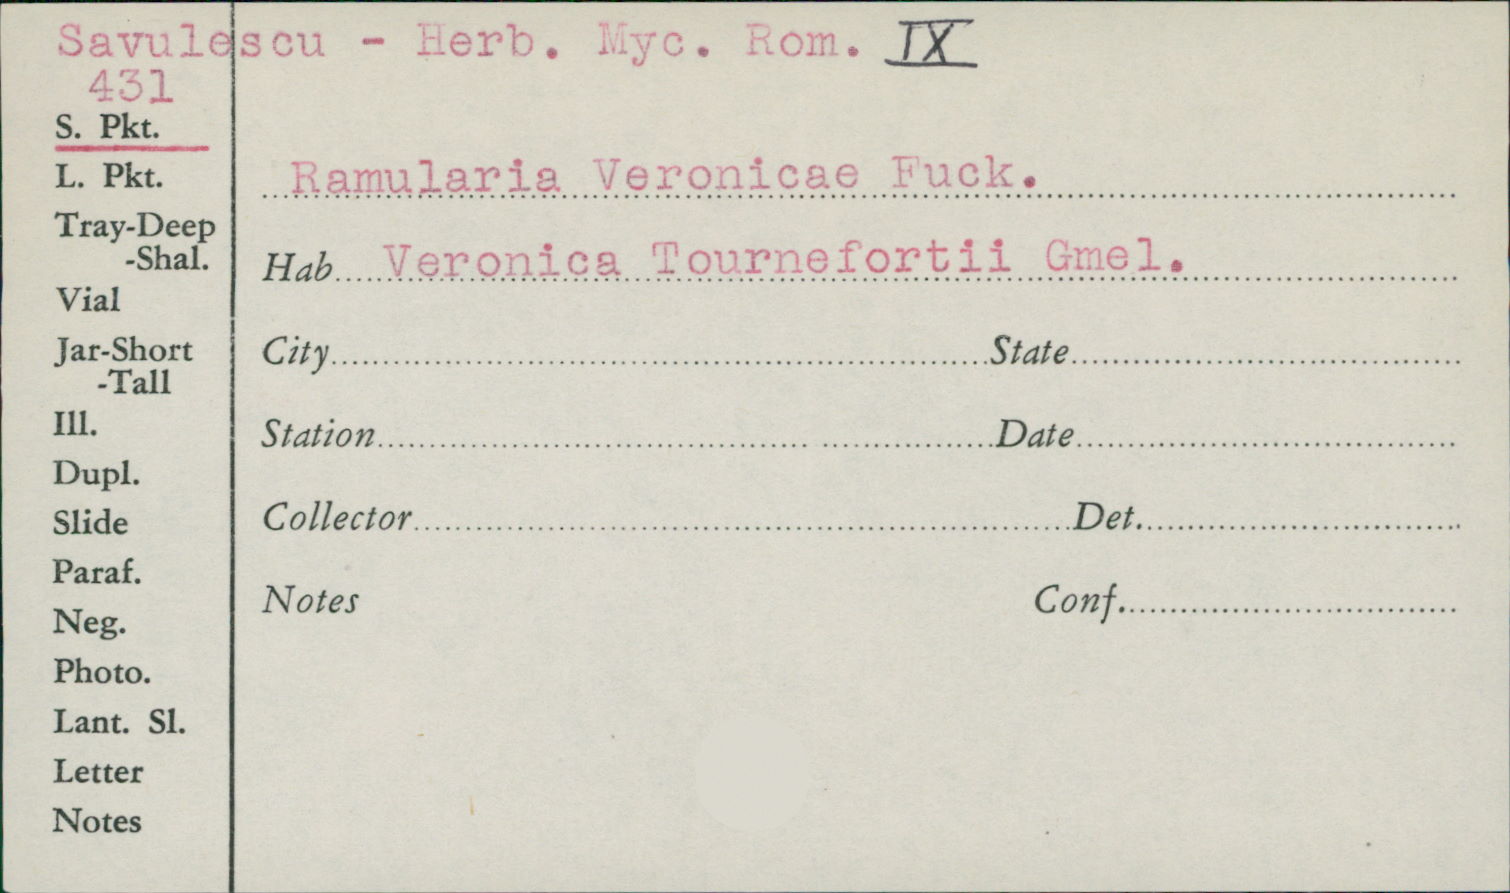 Savulescu - Herb. Myc. Rom. IX
431
S. Pkt.
L. Pkt.
Tray-Deep
-Shal.
Vial
Jar-Short
-Tall
Ill.
Dupl.
Slide
Paraf.
Neg.
Photo.
Lant. Sl.
Letter
Notes
Ramularia Veronicae Fuck.
Hab. Veronica Tournefortii Gmel.
City State
Station Date
Collector Det.
Notes Conf.